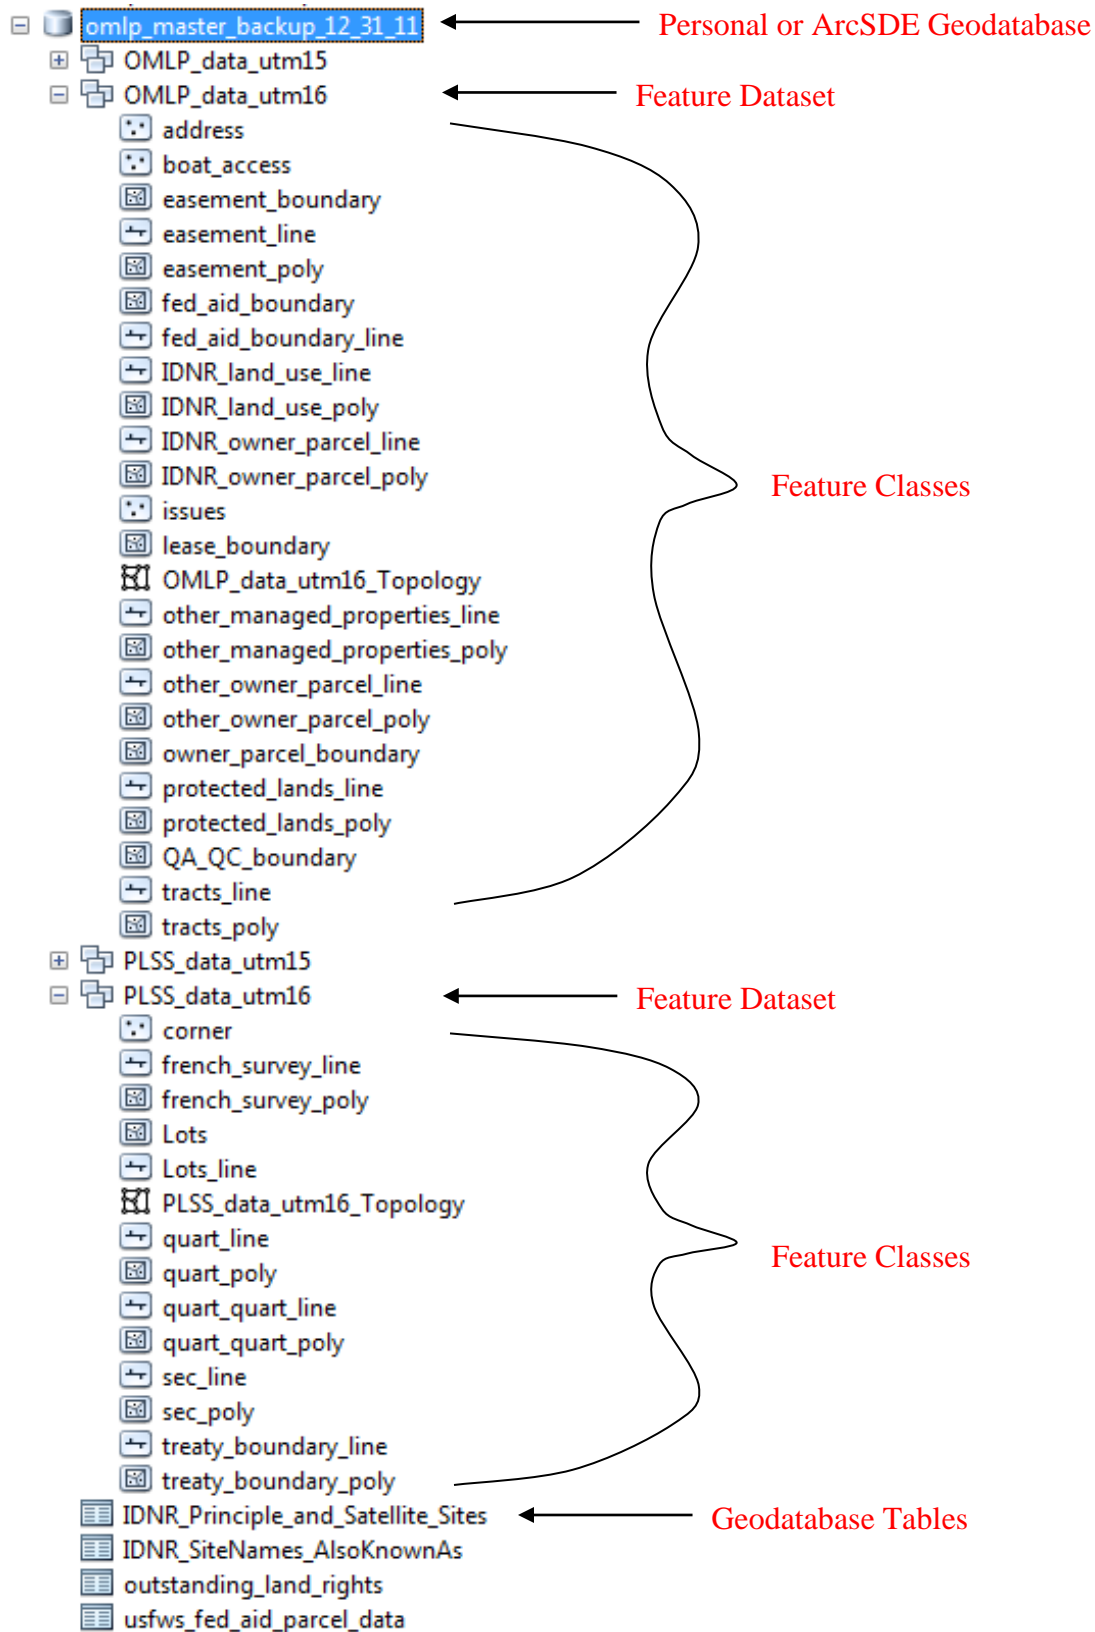 omlp_master_backup_12_31_11 Personal or ArcSDE Geodatabase
OMLP_data_utm15
OMLP_data_utm16 Feature Dataset
address
boat_access
easement_boundary
easement_line
easement_poly
fed_aid_boundary
fed_aid_boundary_line
IDNR_land_use_line
IDNR_land_use_poly
IDNR_owner_parcel_line
IDNR_owner_parcel_poly Feature Classes
issues
lease_boundary
OMLP_data_utm16_Topology
other_managed_properties_line
other_managed_properties_poly
other_owner_parcel_line
other_owner_parcel_poly
owner_parcel_boundary
protected_lands_line
protected_lands_poly
QA_QC_boundary
tracts_line
tracts_poly
PLSS_data_utm15
PLSS_data_utm16 Feature Dataset
corner
french_survey_line
french_survey_poly
Lots
Lots_line
PLSS_data_utm16_Topology
quart_line
quart_poly Feature Classes
quart_quart_line
quart_quart_poly
sec_line
sec_poly
treaty_boundary_line
treaty_boundary_poly
IDNR_Principle_and_Satellite_Sites Geodatabase Tables
IDNR_SiteNames_AlsoKnownAs
outstanding_land_rights
usfws_fed_aid_parcel_data